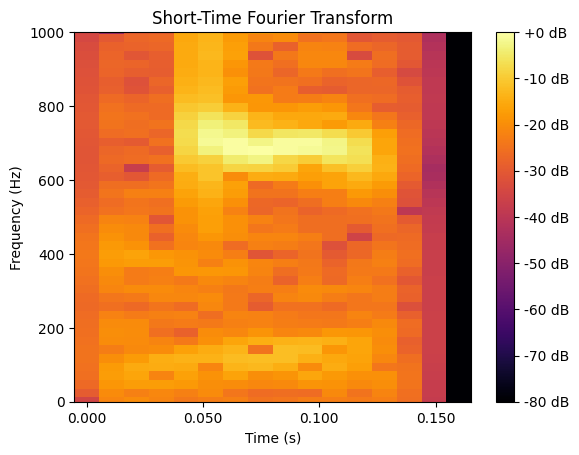 Short-Time Fourier Transform
1000
800
600
400
200
0
Frequency (Hz)
0.000
0.050
0.100
0.150
Time (s)
+0 dB
-10 dB
-20 dB
-30 dB
-40 dB
-50 dB
-60 dB
-70 dB
-80 dB